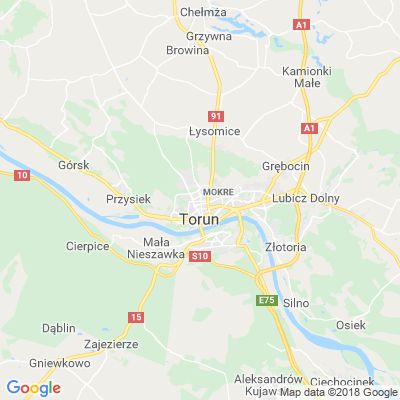 Chełmża
Grzywna
Browina
A1
Kamionki
Małe
91
Łysomice
A1
Górsk
Grębocin
10
MOKRE
Przysiek
Lubicz Dolny
Torun
Mała
Nieszawka
Cierpice
Złotoria
S10
E75
Silno
15
Dąblin
Osiek
Zajezierze
Gniewkowo
Aleksandrów
Kujaw
Ciechocinek
Google
Map data ©2018 Google